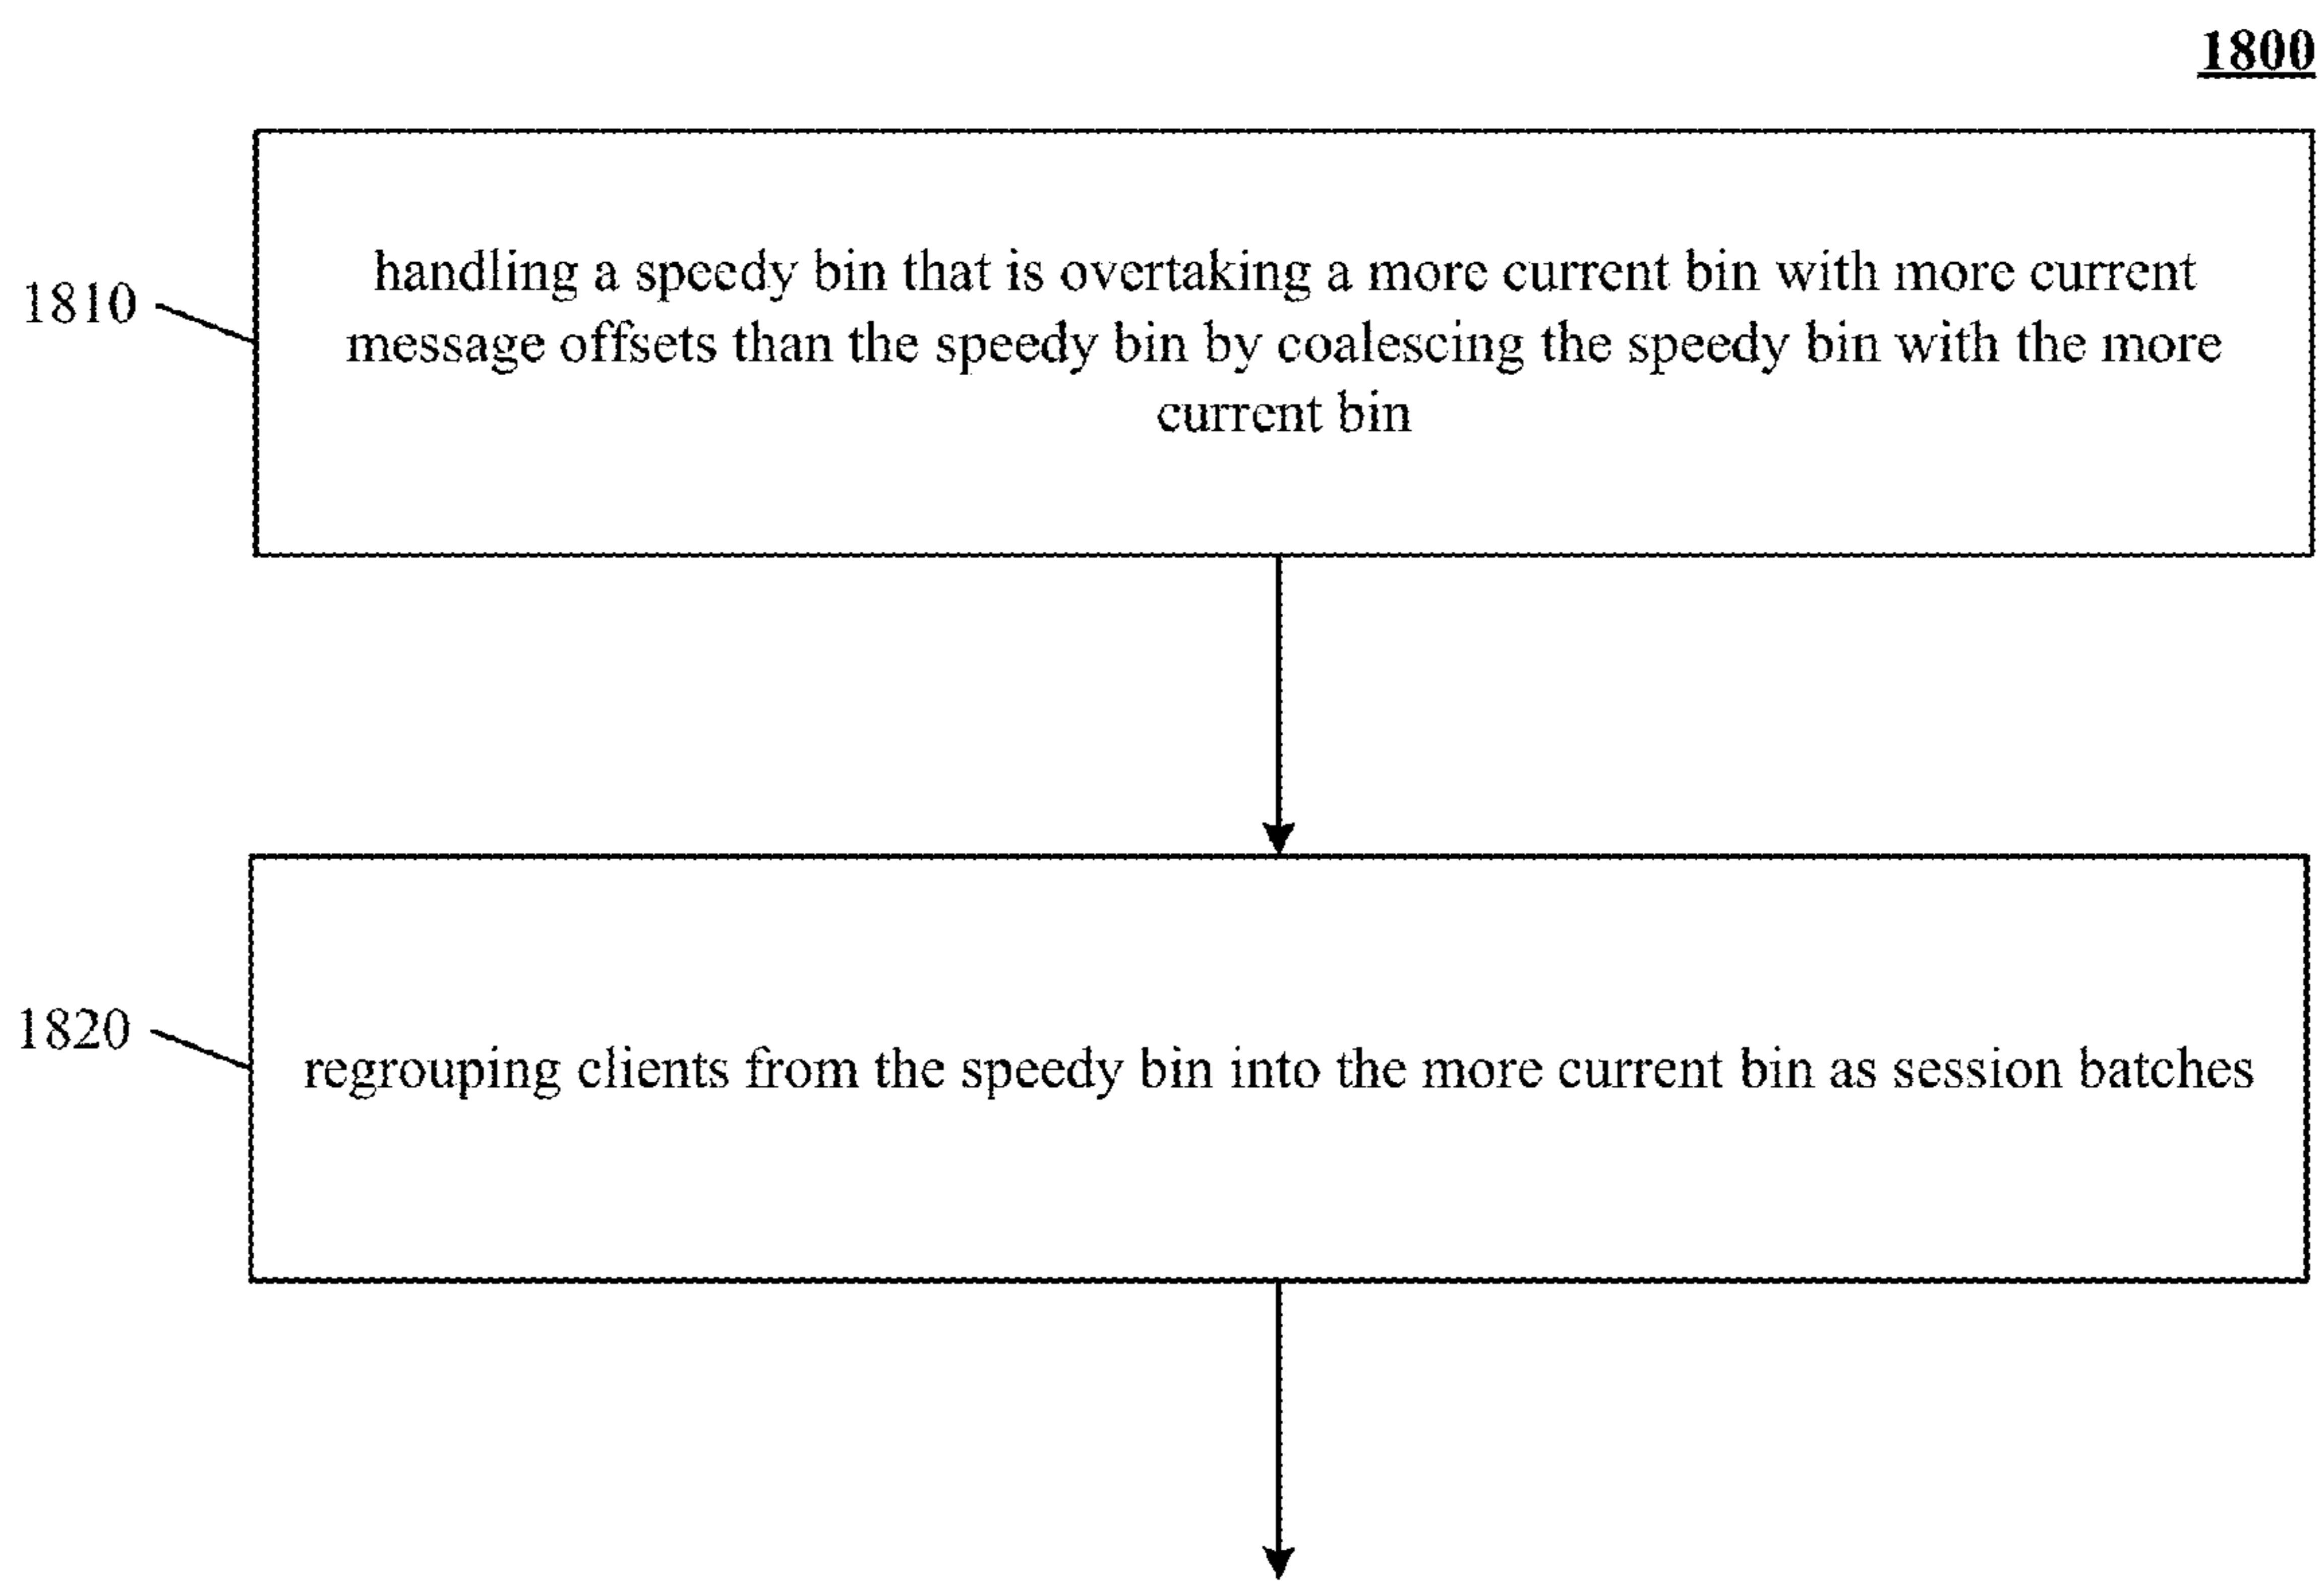 1800
1810
handling a speedy bin that is overtaking a more current bin with more current
message offsets than the speedy bin by coalescing the speedy bin with the more
current bin
1820
regrouping clients from the speedy bin into the more current bin as session batches